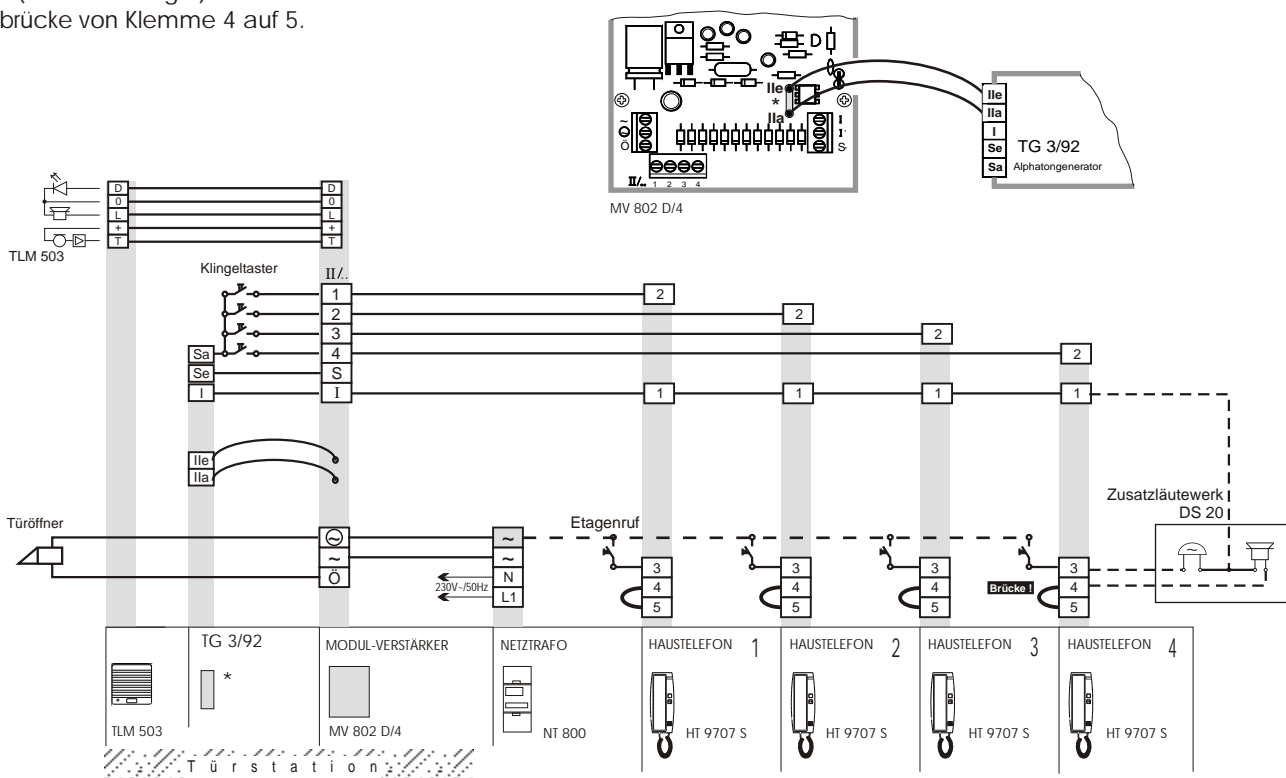 brücke von Klemme 4 auf 5.
IIe
*
IIa
~
Ö
I
I
S
II/.. 1 2 3 4
MV 802 D/4
IIe
IIa
I
Se
Sa
TG 3/92
Alphatongenerator
D
0
L
+
T
D
0
L
+
T
TLM 503
Klingeltaster
II/..
1
2
2
2
3
2
Sa
4
2
Se
S
I
I
1
1
1
1
IIe
IIa
Zusatzläutewerk
DS 20
Türöffner
Etagenruf
~
~
~
~
Ö
N
L1
230V~/50Hz
3
4
5
3
4
5
3
4
5
Brücke !
3
4
5
~
TLM 503
TG 3/92
*
MODUL-VERSTÄRKER
MV 802 D/4
NETZTRAFO
NT 800
HAUSTELEFON 1
HT 9707 S
HAUSTELEFON 2
HT 9707 S
HAUSTELEFON 3
HT 9707 S
HAUSTELEFON 4
HT 9707 S
Türstation